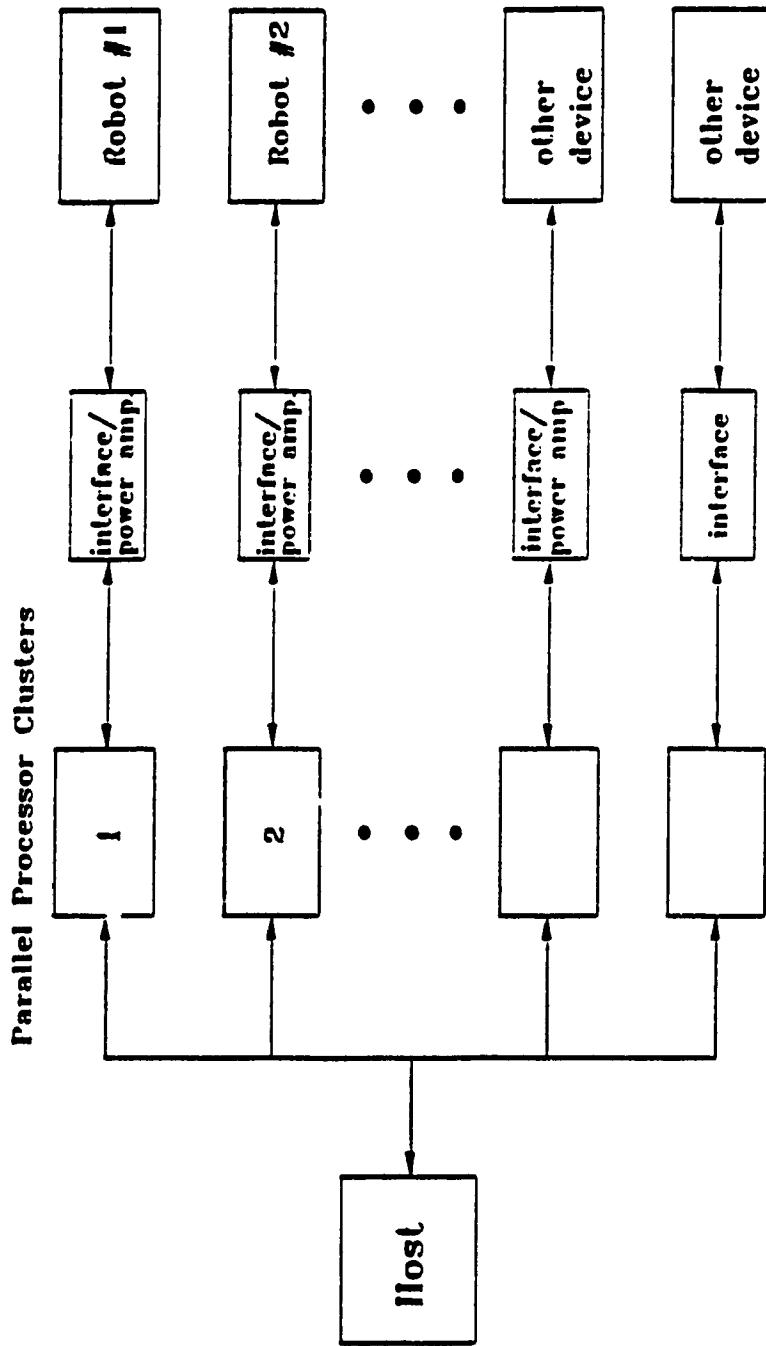 Parallel Processor Clusters
Host
1
interface/
power amp.
Robot #1
2
interface/
power amp.
Robot #2
interface/
power amp
other
device
interface
other
device